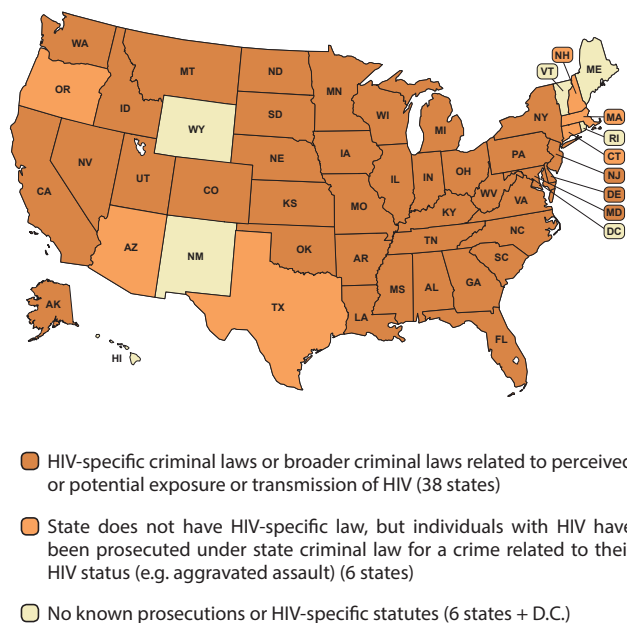 WA
MT
ND
MN
ME
NH
VT
OR
ID
SD
WI
MI
NY
MA
RI
CT
WY
NE
IA
PA
NJ
NV
UT
CO
IL
IN
OH
DE
MD
DC
CA
KS
MO
WV
VA
KY
AZ
NM
OK
AR
TN
NC
SC
TX
MS
AL
GA
LA
AK
HI
FL
HIV-specific criminal laws or broader criminal laws related to perceived
or potential exposure or transmission of HIV (38 states)
State does not have HIV-specific law, but individuals with HIV have
been prosecuted under state criminal law for a crime related to thei
HIV status (e.g. aggravated assault) (6 states)
No known prosecutions or HIV-specific statutes (6 states + D.C.)